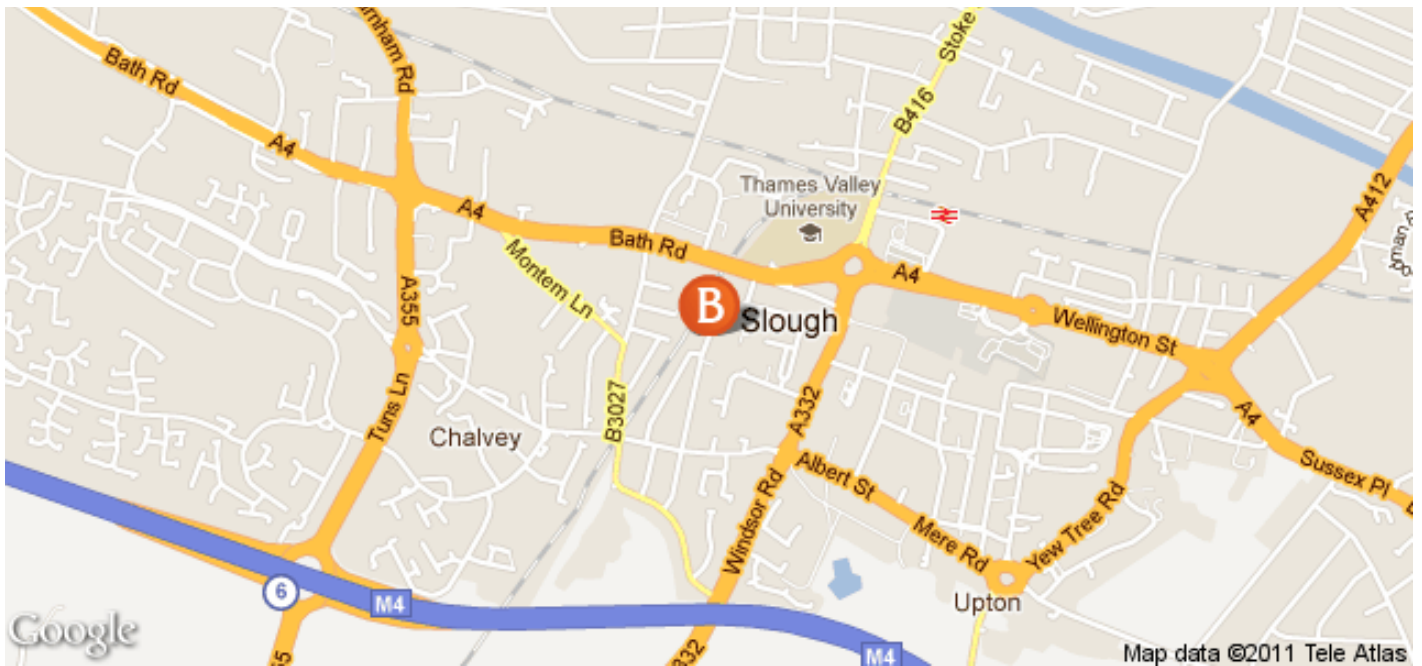 Bath Rd
rnham Rd
Stoke
B416
A4
Thames Valley
University
A412
A4
Bath Rd
A4
Montem Ln
A355
B
Slough
Wellington St
Tuns Ln
B3027
A332
A4
Chalvey
Albert St
Sussex Pl
Windsor Rd
Mere Rd
Yew Tree Rd
6
M4
Upton
Google
A332
55
M4
Map data ©2011 Tele Atlas